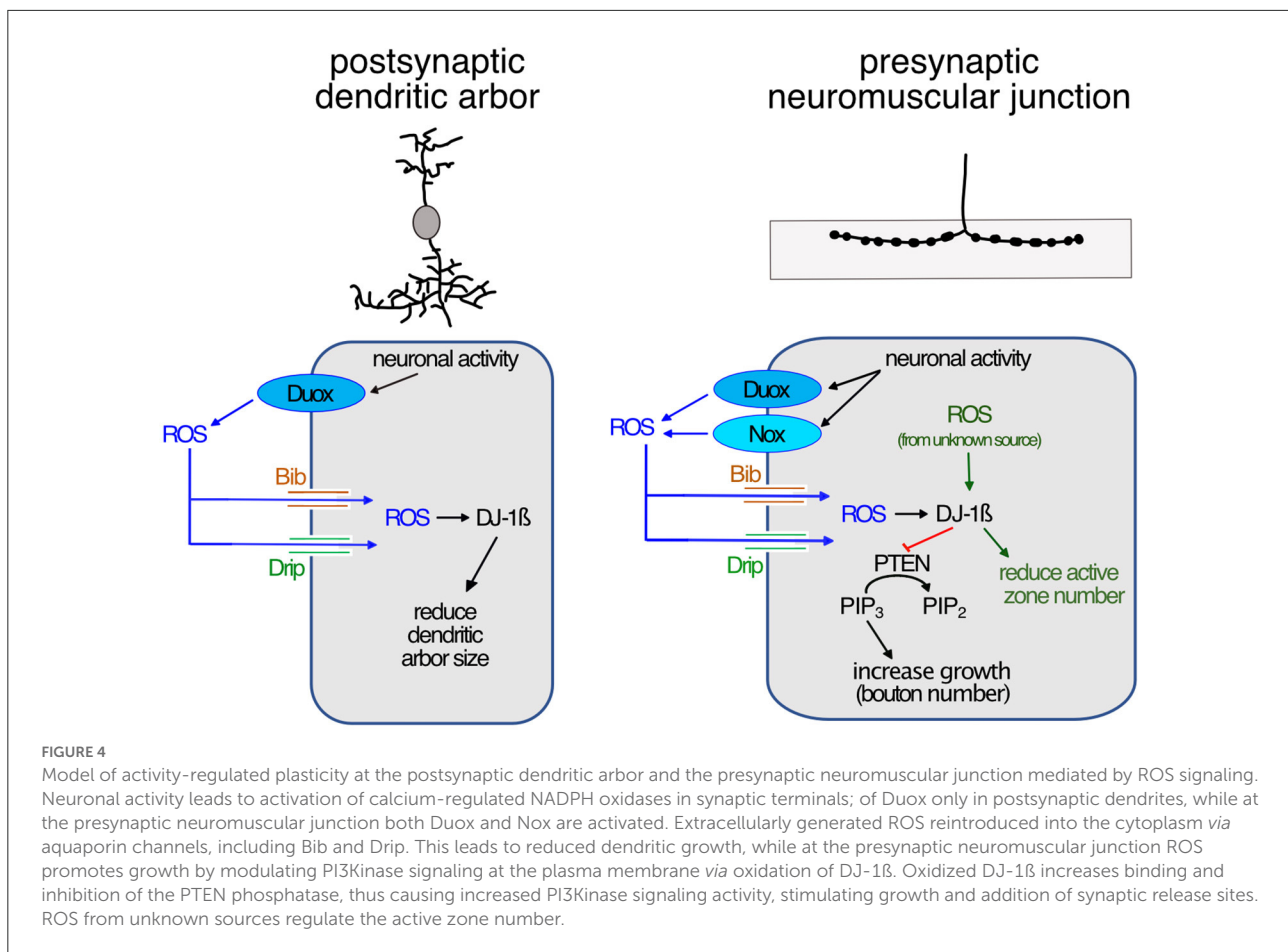 postsynaptic
dendritic arbor
neuronal activity
Duox
ROS
Bib
ROS
DJ-1ß
Drip
reduce
dendritic
arbor size
presynaptic
neuromuscular junction
neuronal activity
Duox
ROS
Nox
ROS
(from unknown source)
Bib
ROS
DJ-1ß
Drip
PTEN
reduce active
zone number
PIP3
PIP2
increase growth
(bouton number)
FIGURE 4
Model of activity-regulated plasticity at the postsynaptic dendritic arbor and the presynaptic neuromuscular junction mediated by ROS signaling.
Neuronal activity leads to activation of calcium-regulated NADPH oxidases in synaptic terminals; of Duox only in postsynaptic dendrites, while at
the presynaptic neuromuscular junction both Duox and Nox are activated. Extracellularly generated ROS reintroduced into the cytoplasm via
aquaporin channels, including Bib and Drip. This leads to reduced dendritic growth, while at the presynaptic neuromuscular junction ROS
promotes growth by modulating PI3Kinase signaling at the plasma membrane via oxidation of DJ-1ß. Oxidized DJ-1ß increases binding and
inhibition of the PTEN phosphatase, thus causing increased PI3Kinase signaling activity, stimulating growth and addition of synaptic release sites.
ROS from unknown sources regulate the active zone number.